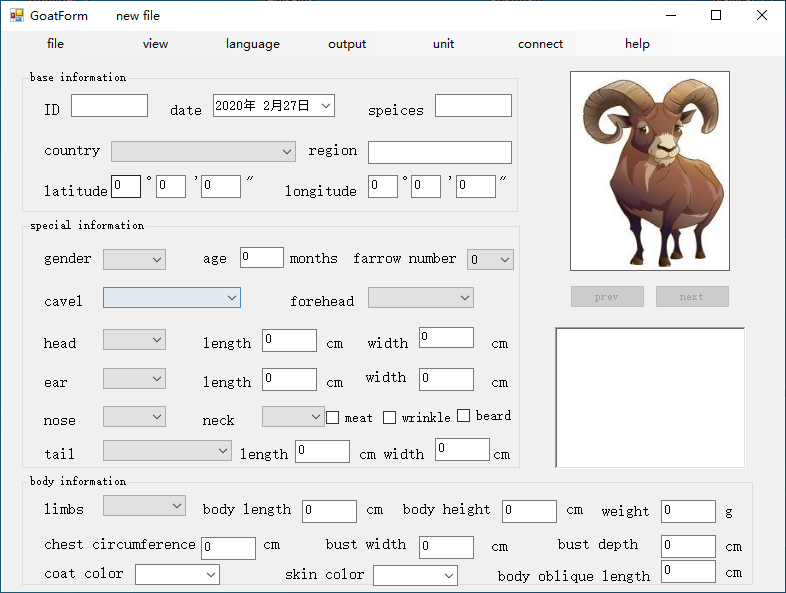 GoatForm new file
file view language output unit connect help
base information
ID date 2020年 2月27日 speices
country region
latitude 0 ° 0 ' 0 " longitude 0 ° 0 ' 0 "
special information
gender age 0 months farrow number 0
cavel forehead
prev next
head length 0 cm width 0 cm
ear length 0 cm width 0 cm
nose neck meat wrinkle beard
tail length 0 cm width 0 cm
body information
limbs body length 0 cm body height 0 cm weight 0 g
chest circumference 0 cm bust width 0 cm bust depth 0 cm
coat color skin color body oblique length 0 cm